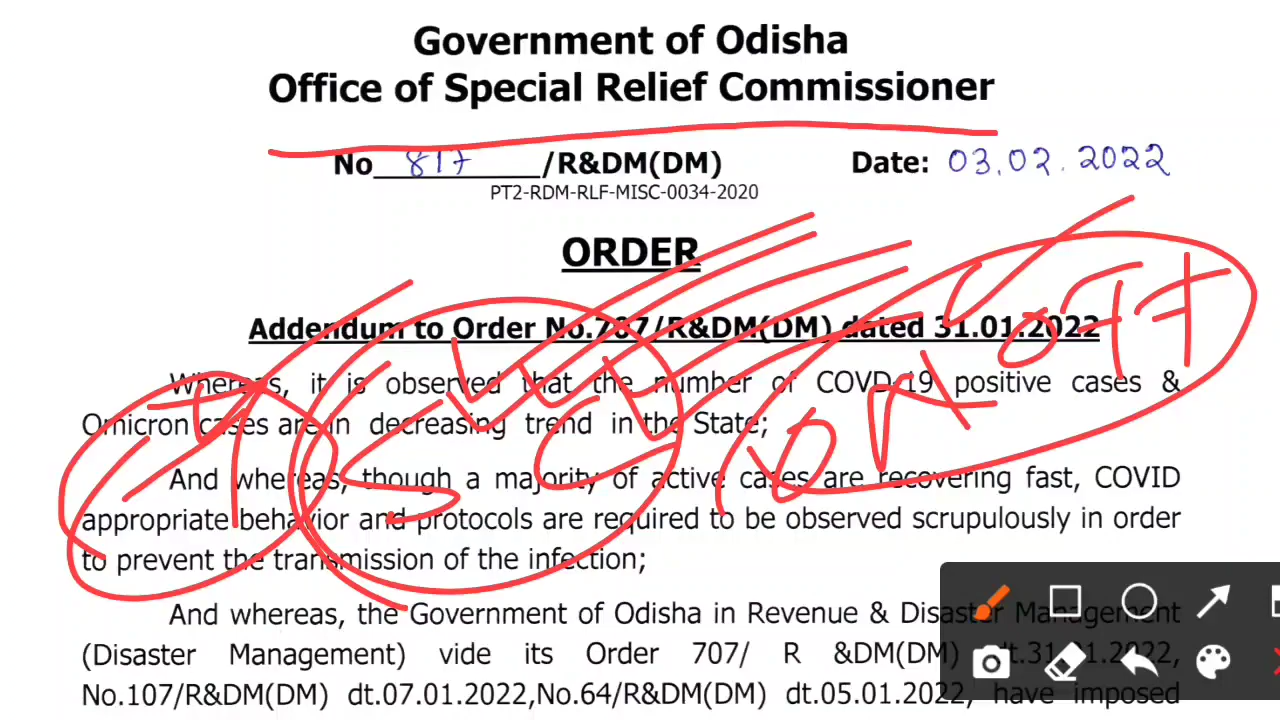 Government of Odisha
Office of Special Relief Commissioner
No 817 /R&DM(DM) Date: 03.02.2022
PT2-RDM-RLF-MISC-0034-2020
ORDER
Addendum to Order No.707/R&DM(DM) dated 31.01.2022
Whereas, it is observed that the number of COVD-19 positive cases &
Omicron cases are in decreasing trend in the State;
And whereas, though a majority of active cases are recovering fast, COVID
appropriate behavior and protocols are required to be observed scrupulously in order
to prevent the transmission of the infection;
And whereas, the Government of Odisha in Revenue & Disaster Management
(Disaster Management) vide its Order 707/ R &DM(DM) dt.31.01.2022,
No.107/R&DM(DM) dt.07.01.2022,No.64/R&DM(DM) dt.05.01.2022, have imposed